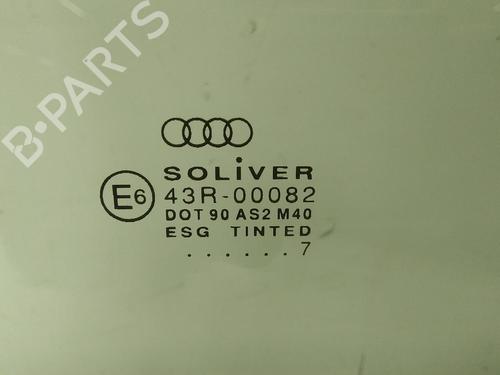 B-PARTS
SOLiVER
E6 43R-00082
DOT 90 AS2 M40
ESG TINTED
. . . . . . 7